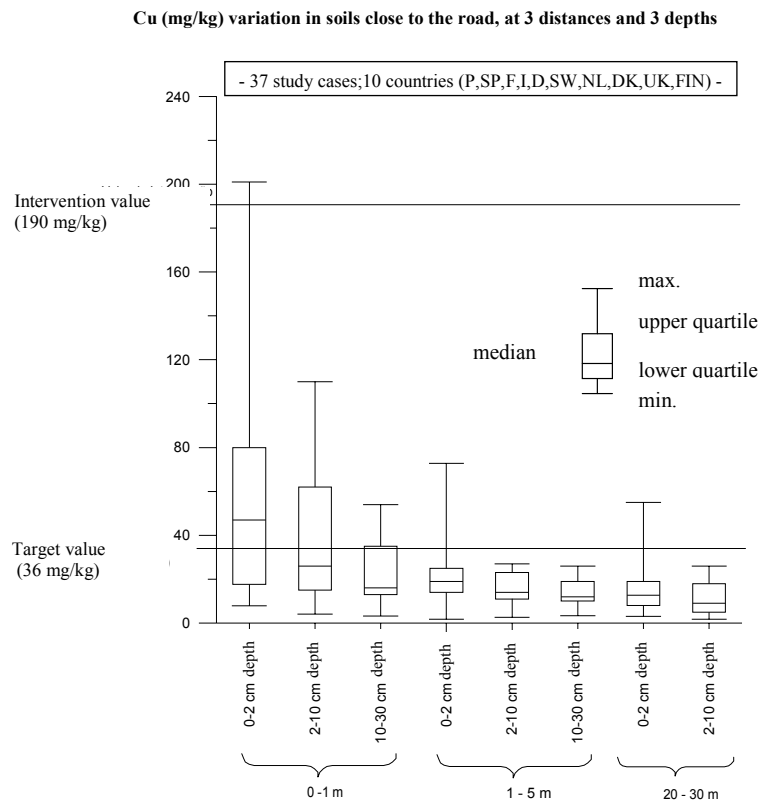 Cu (mg/kg) variation in soils close to the road, at 3 distances and 3 depths
- 37 study cases;10 countries (P,SP,F,I,D,SW,NL,DK,UK,FIN) -
240
200
Intervention value
(190 mg/kg)
160
max.
upper quartile
median
lower quartile
min.
120
80
40
Target value
(36 mg/kg)
0
0-2 cm depth
2-10 cm depth
10-30 cm depth
0-2 cm depth
2-10 cm depth
10-30 cm depth
0-2 cm depth
2-10 cm depth
0 -1 m
1 - 5 m
20 - 30 m